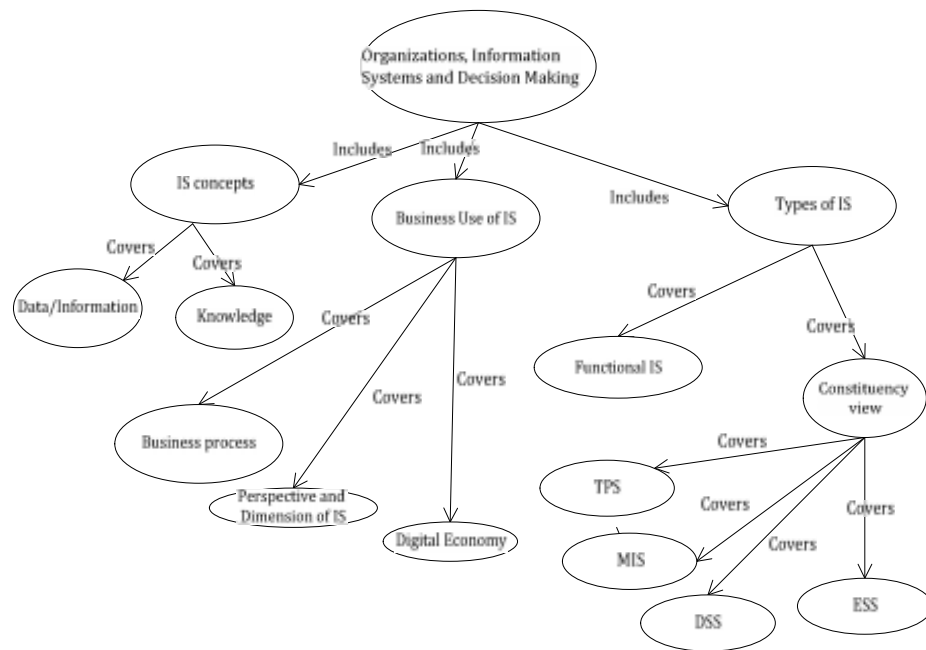 Organizations, Information
Systems and Decision Making
Includes
Includes
Includes
IS concepts
Business Use of IS
Types of IS
Covers
Covers
Data/Information
Knowledge
Covers
Covers
Covers
Business process
Perspective and
Dimension of IS
Digital Economy
Covers
Covers
Functional IS
Constituency
view
Covers
Covers
Covers
Covers
TPS
MIS
DSS
ESS